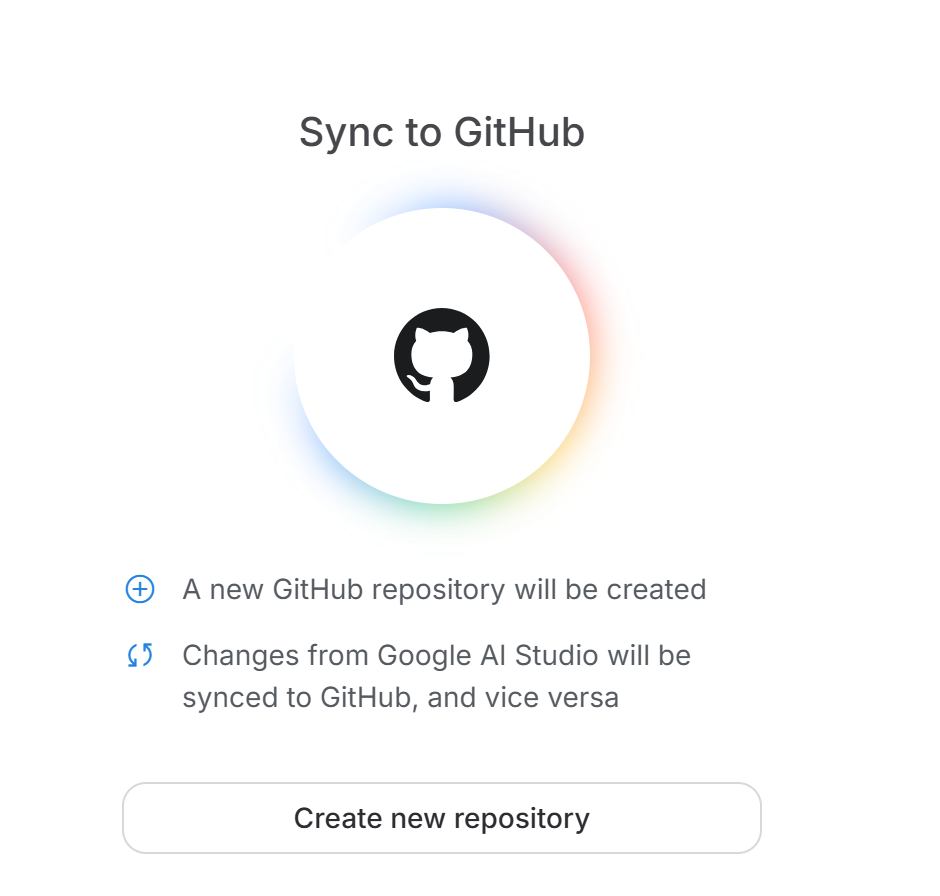 Sync to GitHub
A new GitHub repository will be created
Changes from Google AI Studio will be
synced to GitHub, and vice versa
Create new repository